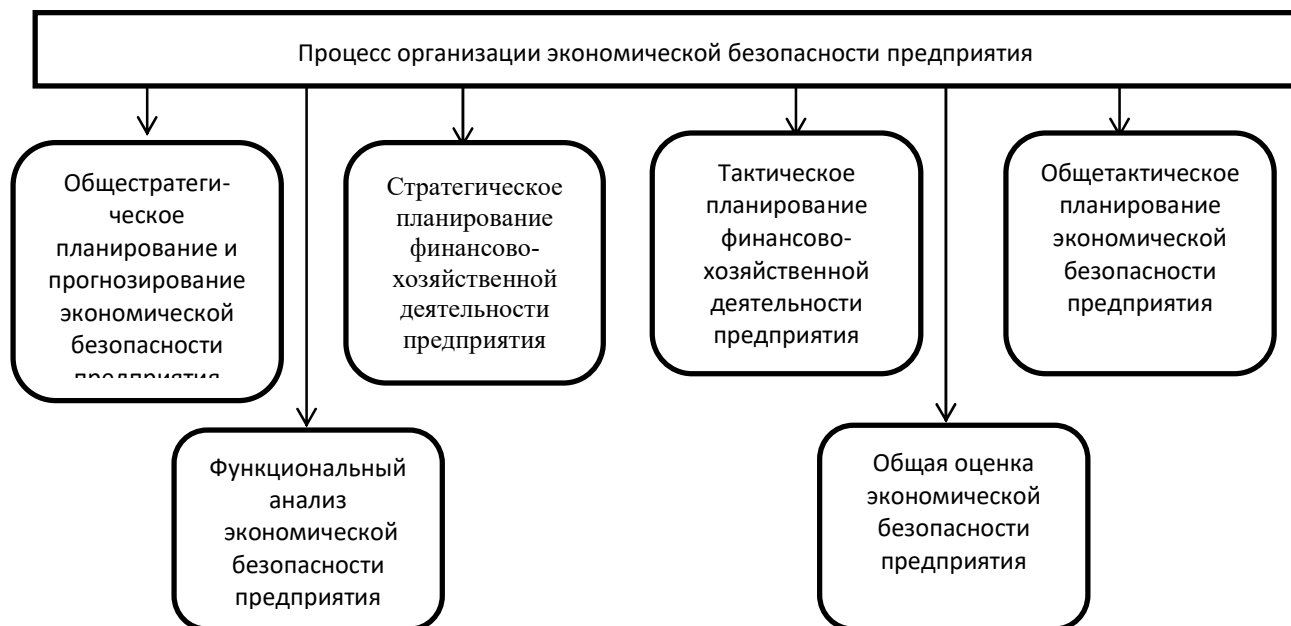 Процесс организации экономической безопасности предприятия
Общестратеги-
ческое
планирование и
прогнозирование
экономической
безопасности
предприятия
Стратегическое
планирование
финансово-
хозяйственной
деятельности
предприятия
Тактическое
планирование
финансово-
хозяйственной
деятельности
предприятия
Общетактическое
планирование
экономической
безопасности
предприятия
Функциональный
анализ
экономической
безопасности
предприятия
Общая оценка
экономической
безопасности
предприятия